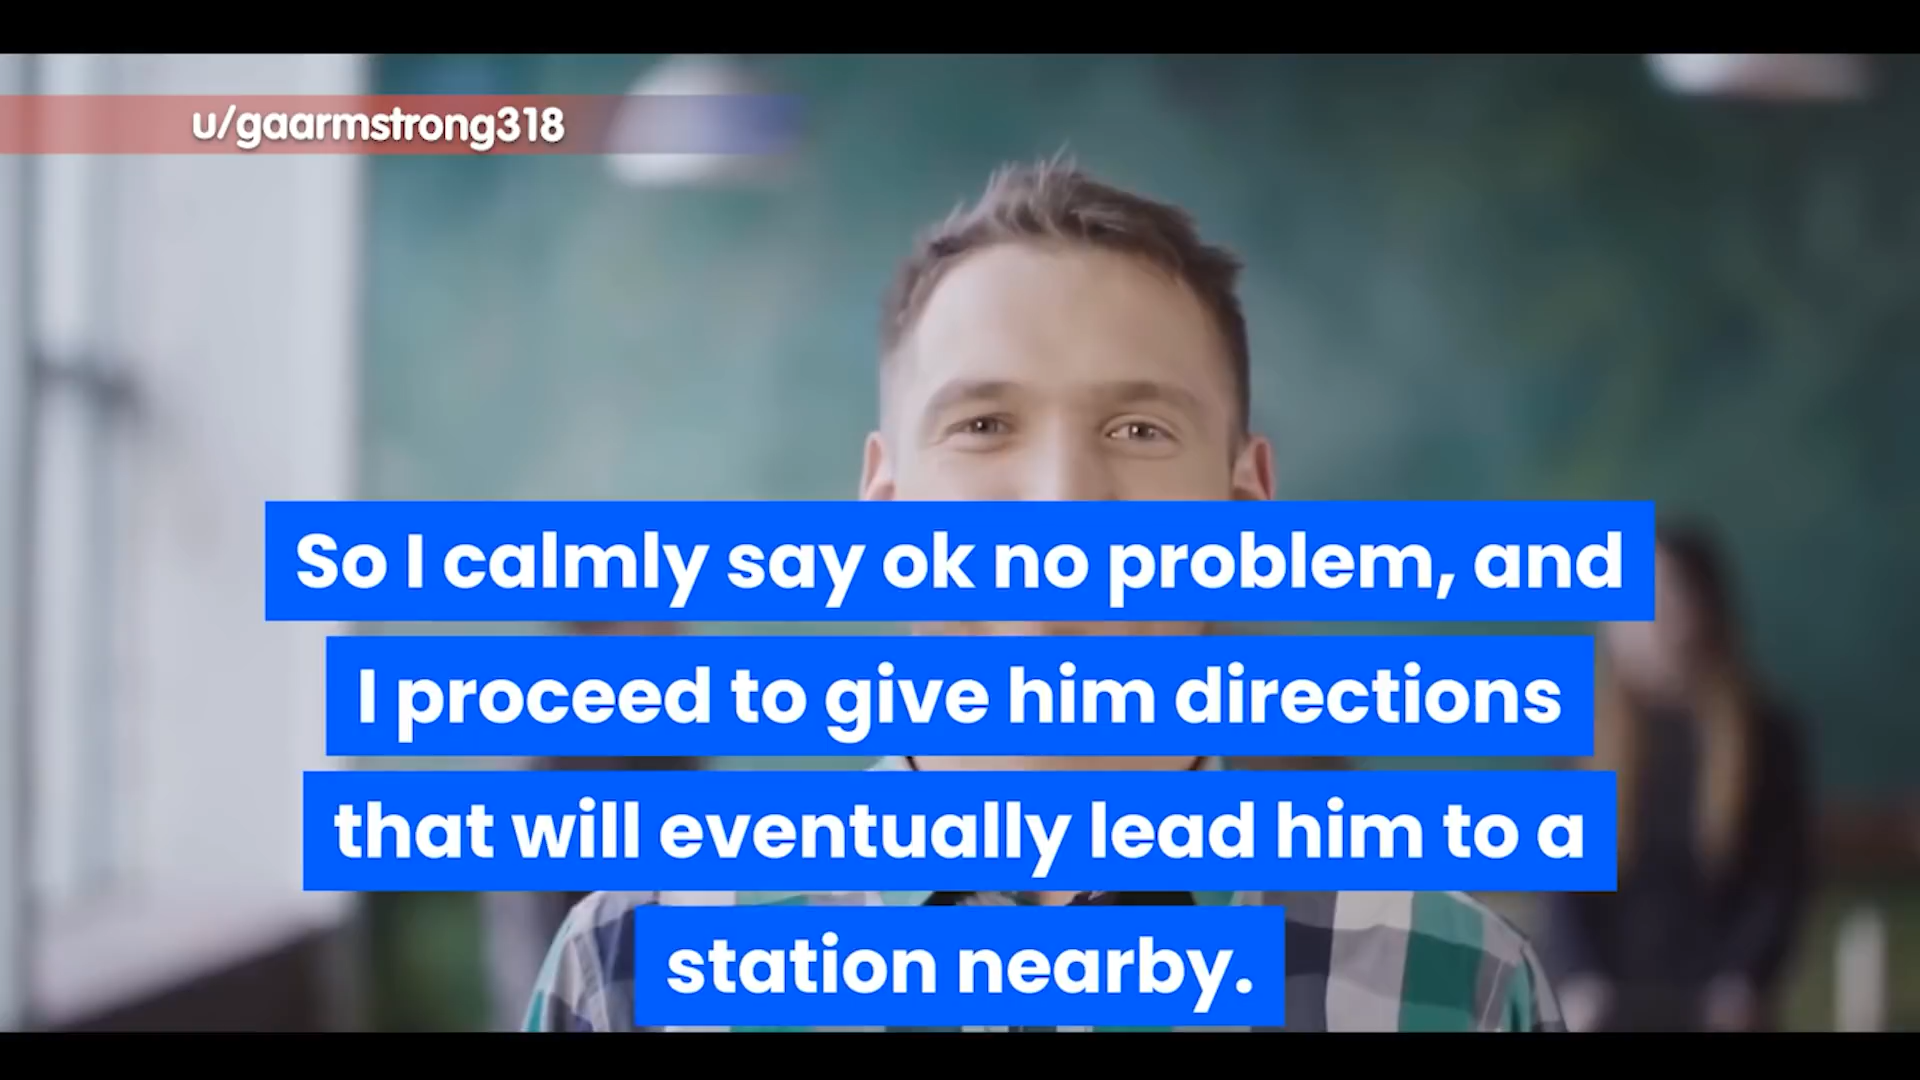 u/gaarmstrong318
So I calmly say ok no problem, and
I proceed to give him directions
that will eventually lead him to a
station nearby.